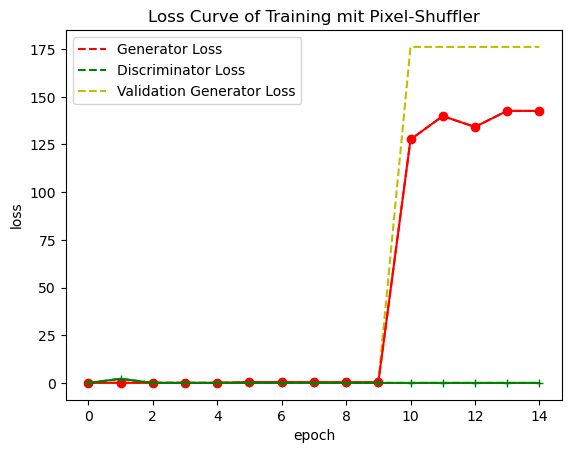 Loss Curve of Training mit Pixel-Shuffler
Generator Loss
Discriminator Loss
Validation Generator Loss
175
150
125
100
75
50
25
0
loss
0 2 4 6 8 10 12 14
epoch